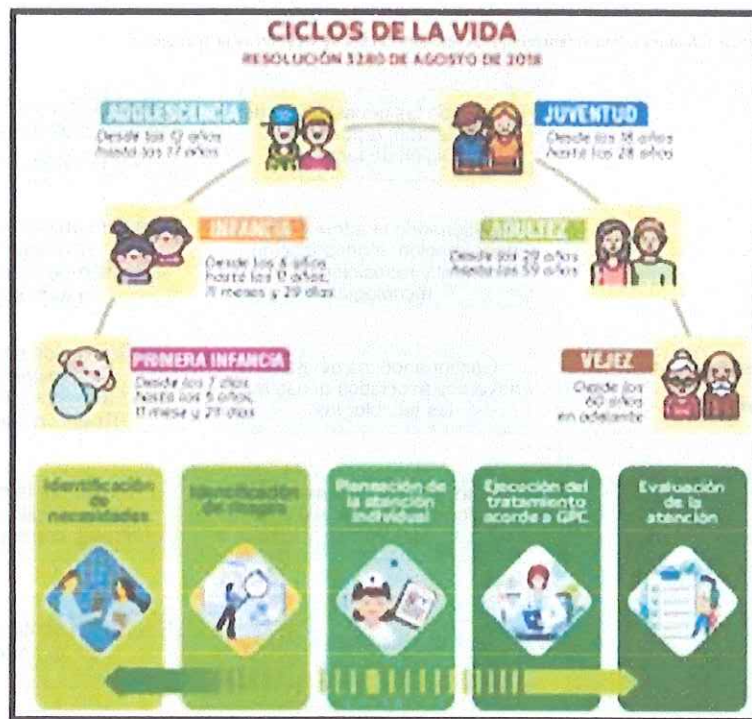 CICLOS DE LA VIDA
RESOLUCIÓN 3280 DE AGOSTO DE 2018
ADOLESCENCIA
Desde los 12 años
hasta los 17 años
JUVENTUD
Desde los 18 años
hasta los 28 años
INFANCIA
Desde los 6 años
hasta los 11 años,
11 meses y 29 días
ADULTEZ
Desde los 29 años
hasta los 59 años
PRIMERA INFANCIA
Desde los 7 días
hasta los 5 años,
11 mese y 29 días
VEJEZ
Desde los
60 años
en adelante
Identificación
de
necesidades
Identificación
de riesgos
Planeación de
la atención
individual
Ejecución del
tratamiento
acorde a GPC
Evaluación
de la
atención